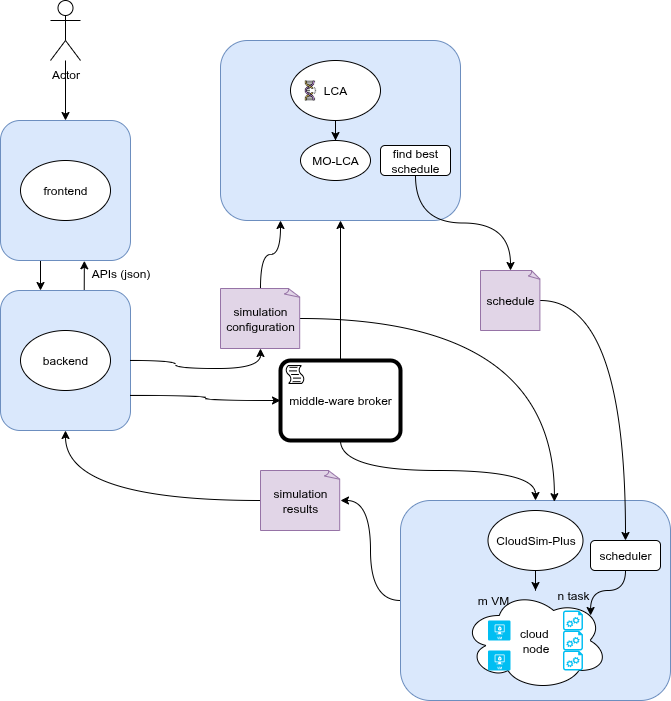 Actor
LCA
MO-LCA
find best
schedule
frontend
APIs (json)
simulation
configuration
schedule
backend
middle-ware broker
simulation
results
CloudSim-Plus
scheduler
m VM
n task
cloud
node